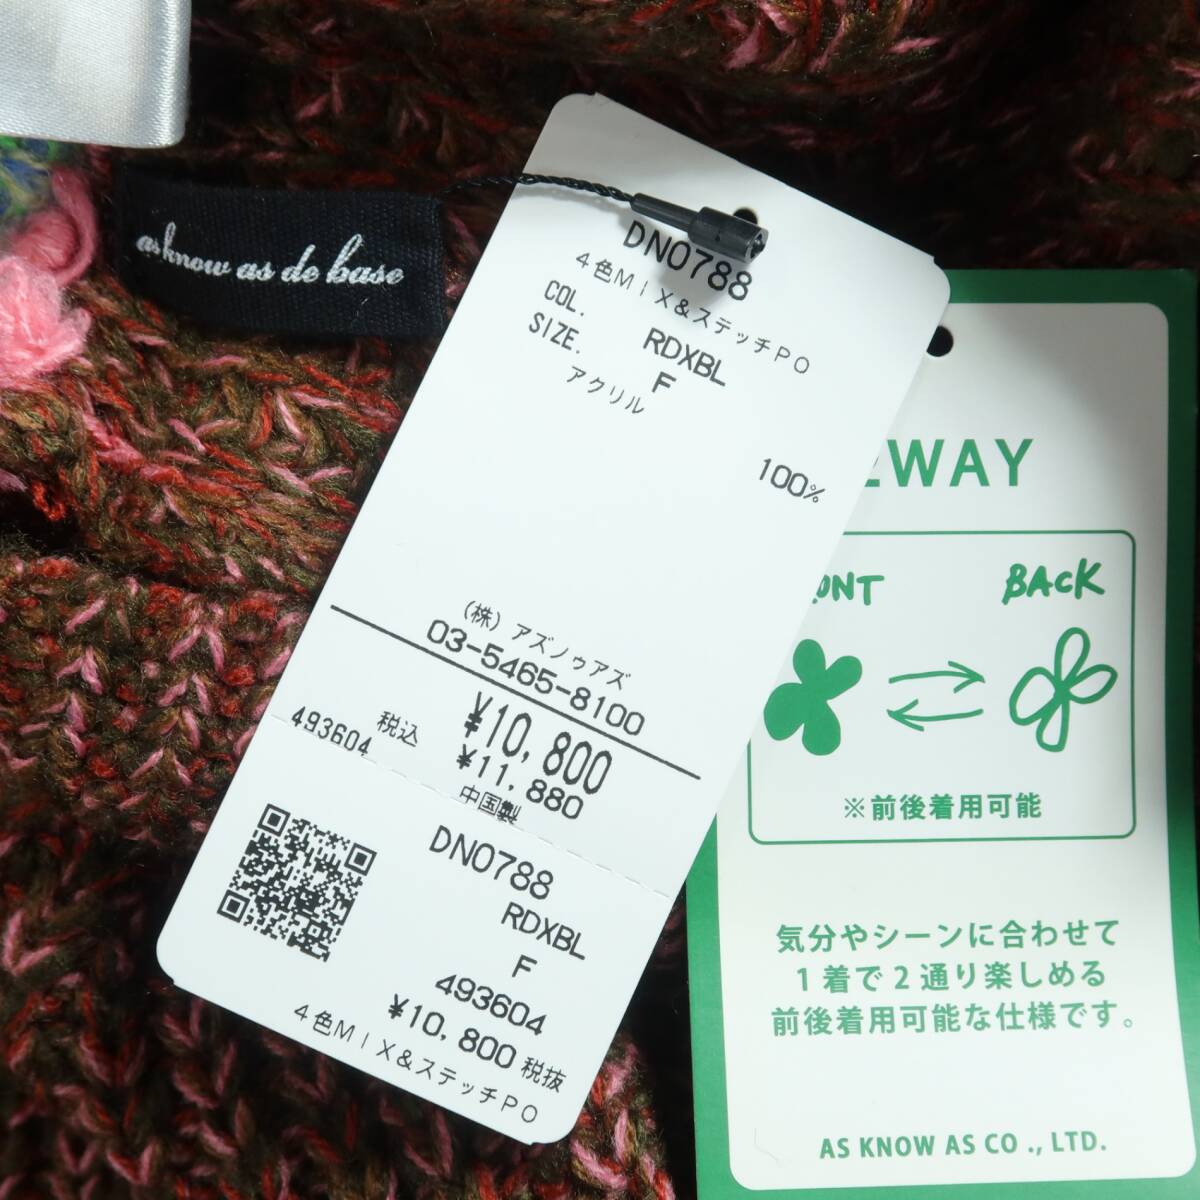 as know as de base
DN0788
4色MIX&ステッチPO
COL. RDXBL
SIZE. F
アクリル
100%
(株)アズノゥアズ
03-5465-8100
¥10,800
税込 ¥11,880
493604
中国製
DN0788
RDXBL
F
493604
¥10,800税抜
4色MIX&ステッチPO
WAY
BACK
※前後着用可能
気分やシーンに合わせて
1着で2通り楽しめる
前後着用可能な仕様です。
AS KNOW AS CO ., LTD.